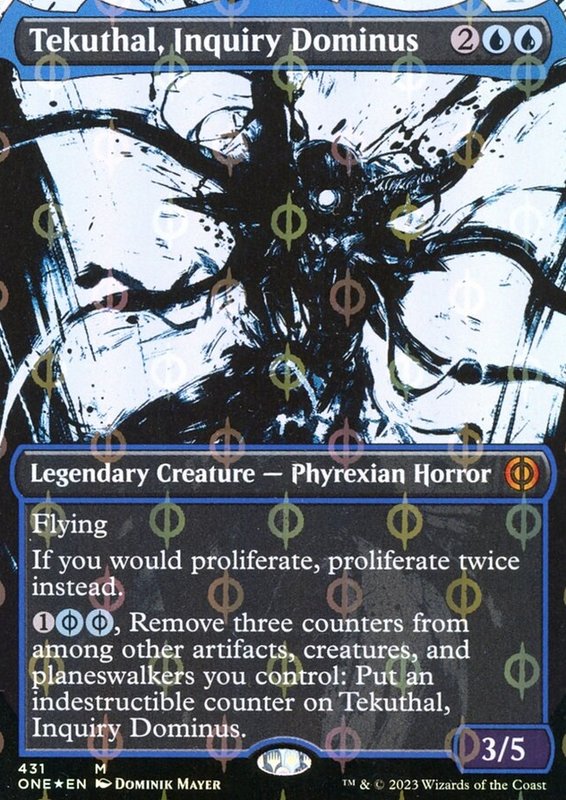 Tekuthal, Inquiry Dominus 2
Legendary Creature — Phyrexian Horror
Flying
If you would proliferate, proliferate twice
instead.
1, Remove three counters from
among other artifacts, creatures, and
planeswalkers you control: Put an
indestructible counter on Tekuthal,
Inquiry Dominus.
3/5
431 M
ONE★EN Dominik Mayer
™ & © 2023 Wizards of the Coast